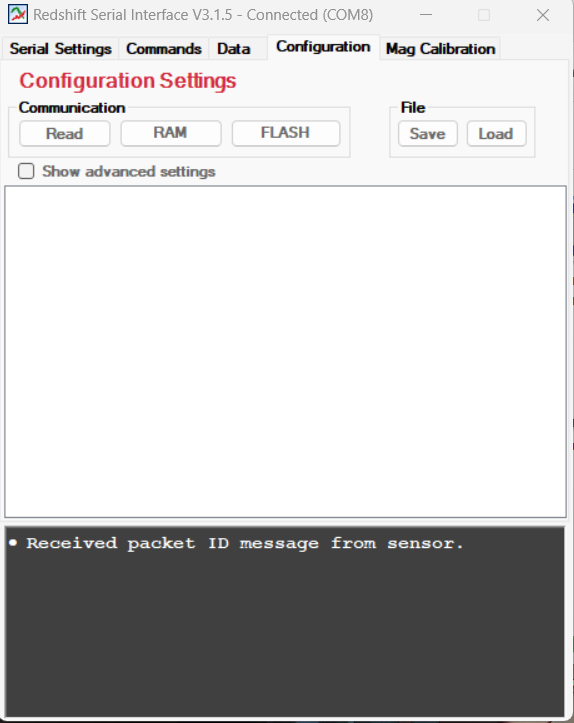 Redshift Serial Interface V3.1.5 - Connected (COM8)
Serial Settings Commands Data Configuration Mag Calibration
Configuration Settings
Communication
Read RAM FLASH
File
Save Load
Show advanced settings
• Received packet ID message from sensor.